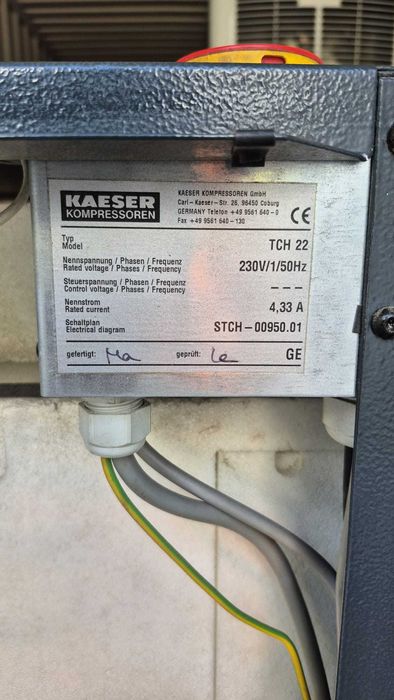 KAESER
KOMPRESSOREN
KAESER KOMPRESSOREN GmbH
Carl - Kaeser - Str. 26, 96450 Coburg
GERMANY Telefon +49 9561 640-0
Fax +49 9561 640-130
CE
Typ
Model
TCH 22
Nennspannung / Phasen / Frequenz
Rated voltage / Phases / Frequency
230V/1/50Hz
Steuerspannung / Phasen / Frequenz
Control voltage / Phases / Frequency
---
Nennstrom
Rated current
4,33 A
Schaltplan
Electrical diagram
STCH-00950.01
gefertigt: Ma geprüft: Le GE